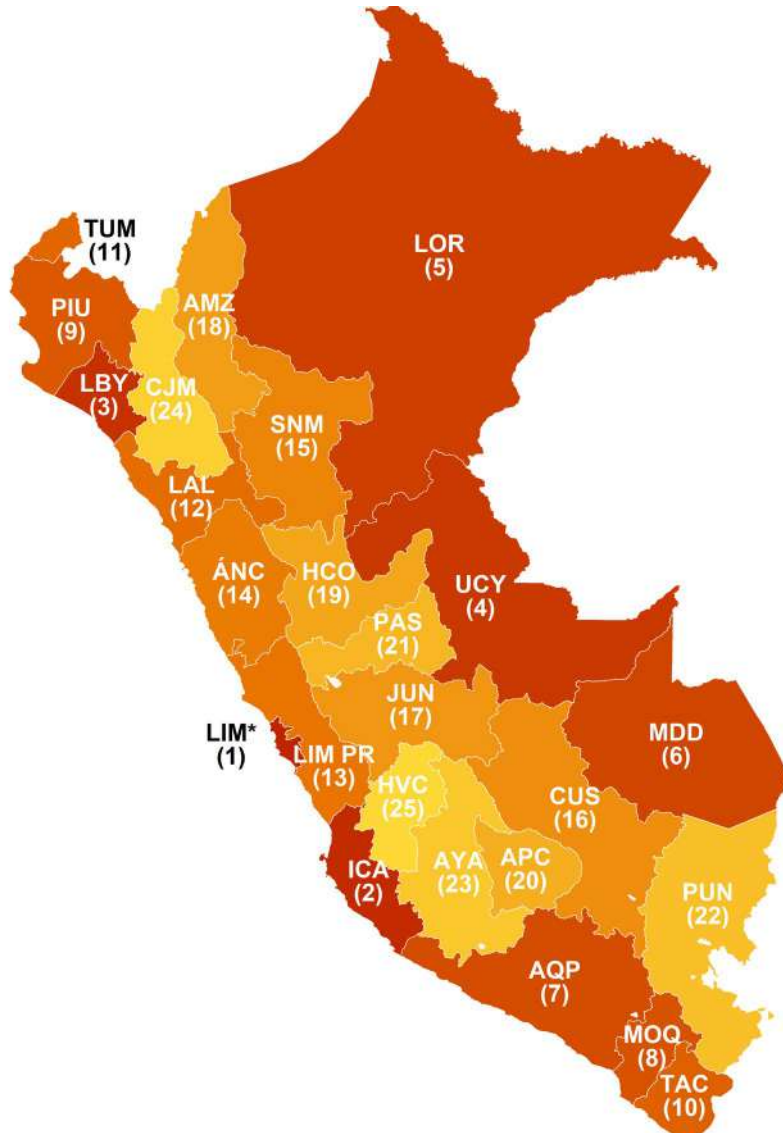 TUM
(11)
LOR
(5)
PIU
(9)
AMZ
(18)
LBY
(3)
CJM
(24)
SNM
(15)
LAL
(12)
ÁNC
(14)
HCO
(19)
UCY
(4)
PAS
(21)
JUN
(17)
LIM*
(1)
LIM PR
(13)
MDD
(6)
HVC
(25)
CUS
(16)
ICA
(2)
AYA
(23)
APC
(20)
PUN
(22)
AQP
(7)
MOQ
(8)
TAC
(10)